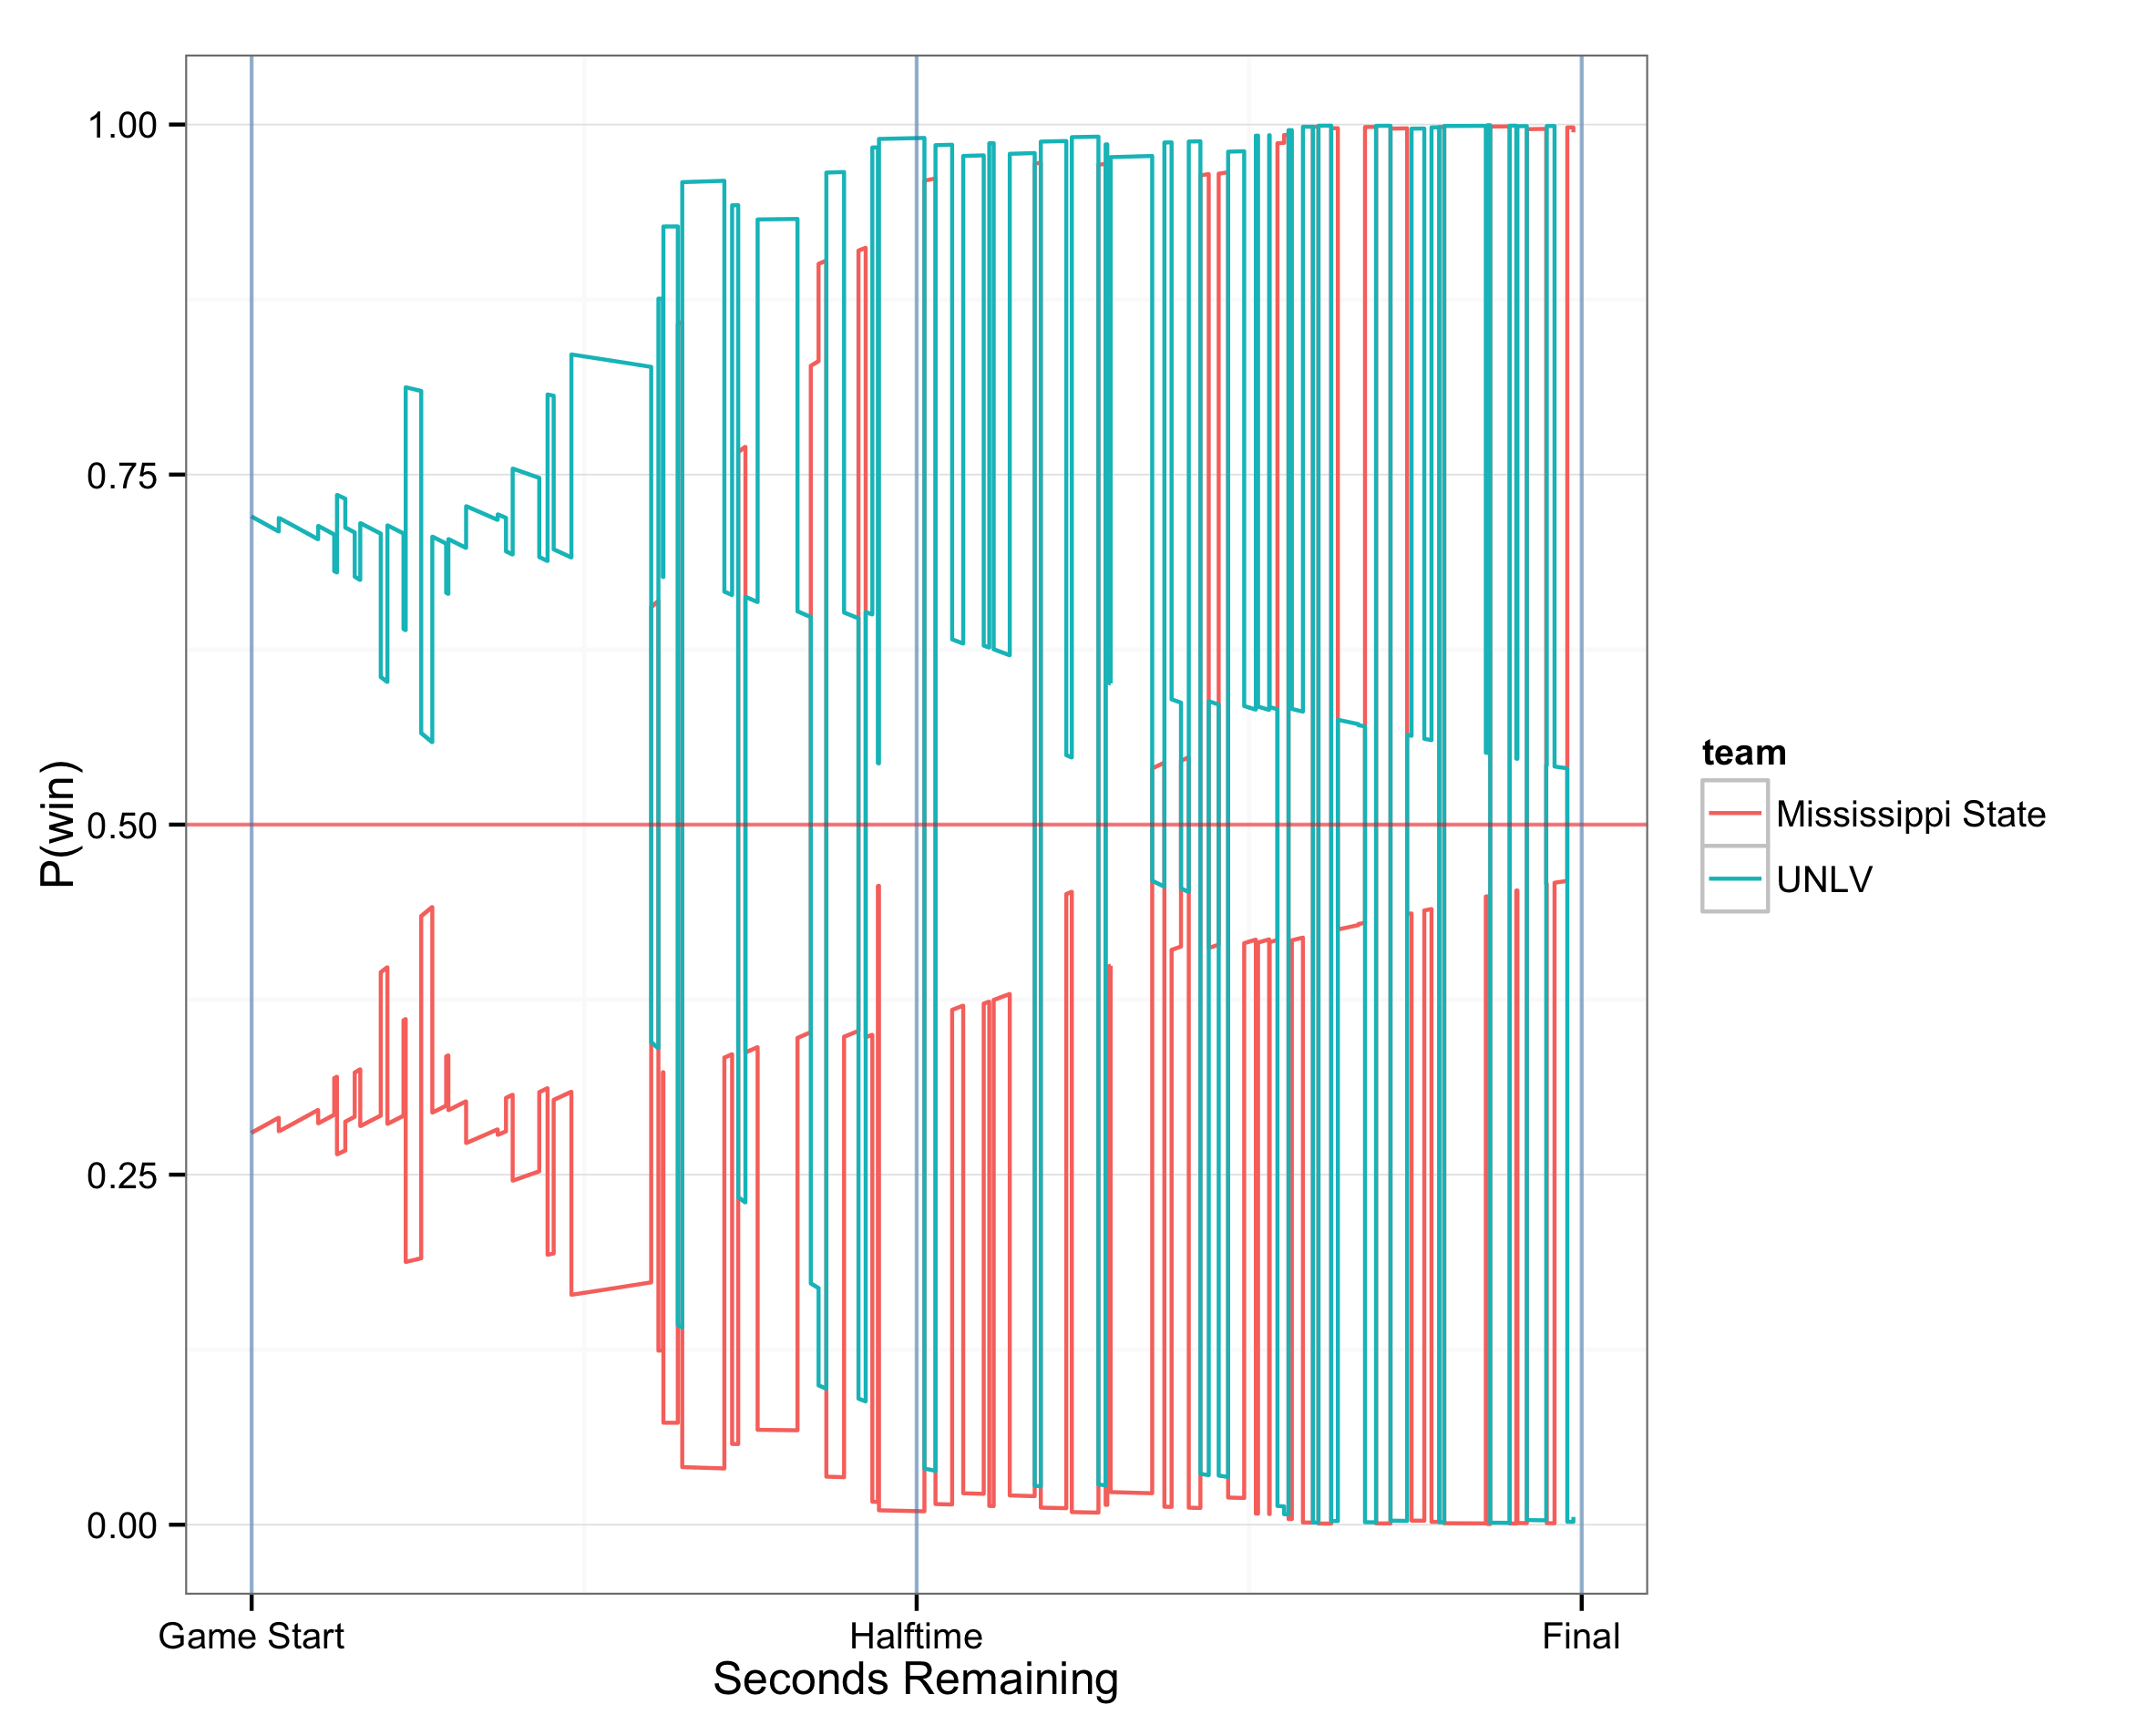 1.00
0.75
0.50
0.25
0.00
P(win)
Game Start
Halftime
Final
Seconds Remaining
team
Mississippi State
UNLV